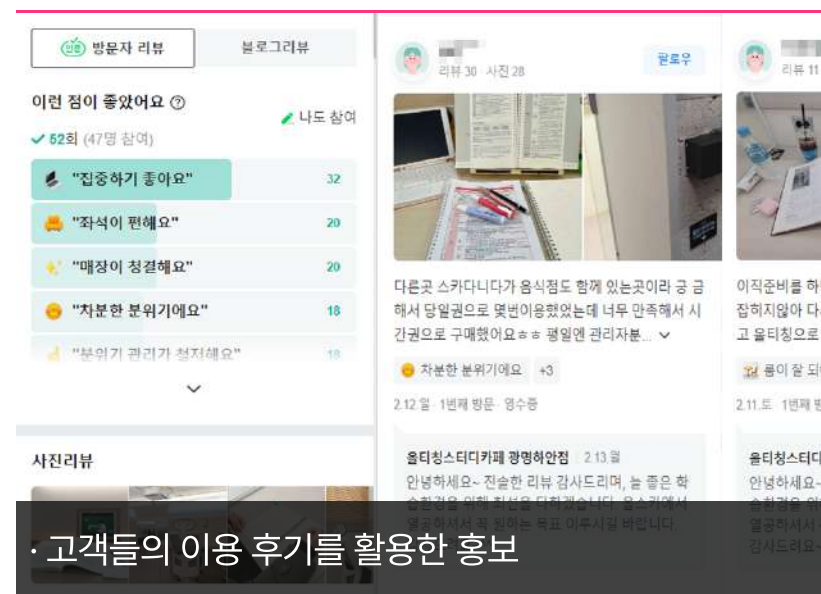 방문자 리뷰
블로그리뷰
이런 점이 좋았어요
나도 참여
52회 (47명 참여)
"집중하기 좋아요" 32
"좌석이 편해요" 20
"매장이 청결해요" 20
"차분한 분위기에요" 18
"분위기 관리가 철저해요" 18
사진리뷰
리뷰 30 · 사진 28
팔로우
다른곳 스카다니다가 음식점도 함께 있는곳이라 궁금
해서 당일권으로 몇번이용했었는데 너무 만족해서 시
간권으로 구매했어요ㅎㅎ 평일엔 관리자분...
차분한 분위기에요 +3
2.12.일 · 1번째 방문 · 영수증
올티칭스터디카페 광명하안점 2.13.월
안녕하세요~ 진솔한 리뷰 감사드리며, 늘 좋은 학
습환경을 위해 최선을 다하겠습니다. 올스카에서
열공하셔서 꼭 원하는 목표 이루시길 바랍니다.
리뷰 11
이직준비를 하
잡히지않아 다
고 올티칭으로
룸이 잘 되
2.11.토 · 1번째 방
올티칭스터디
안녕하세요~
습환경을 위
열공하셔서
감사드려요~
· 고객들의 이용 후기를 활용한 홍보